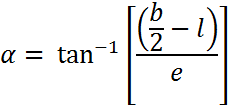 α = tan⁻¹ [(b/2 − l)/e]